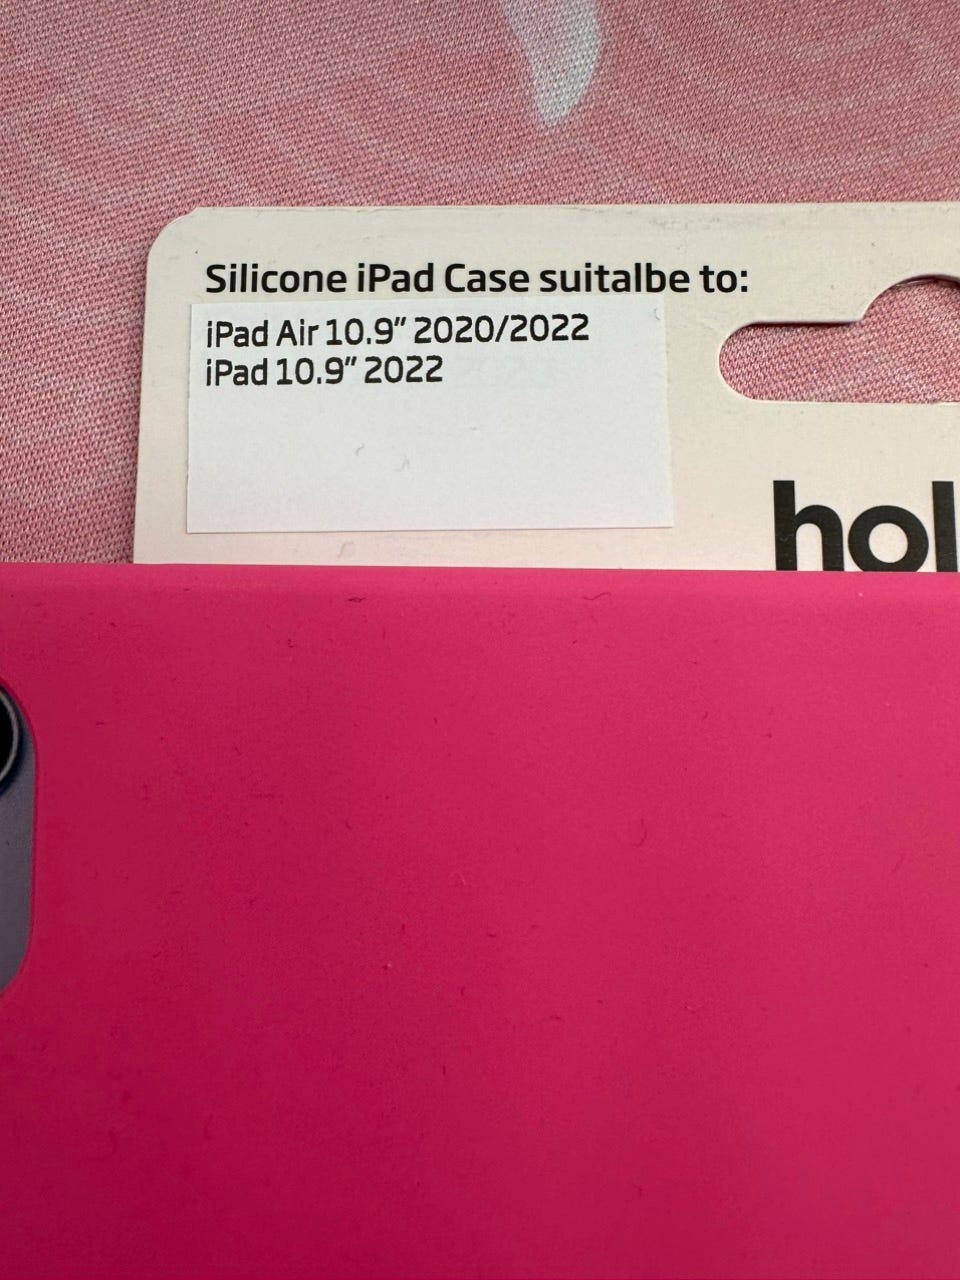 Silicone iPad Case suitalbe to:
iPad Air 10.9” 2020/2022
iPad 10.9” 2022
hol